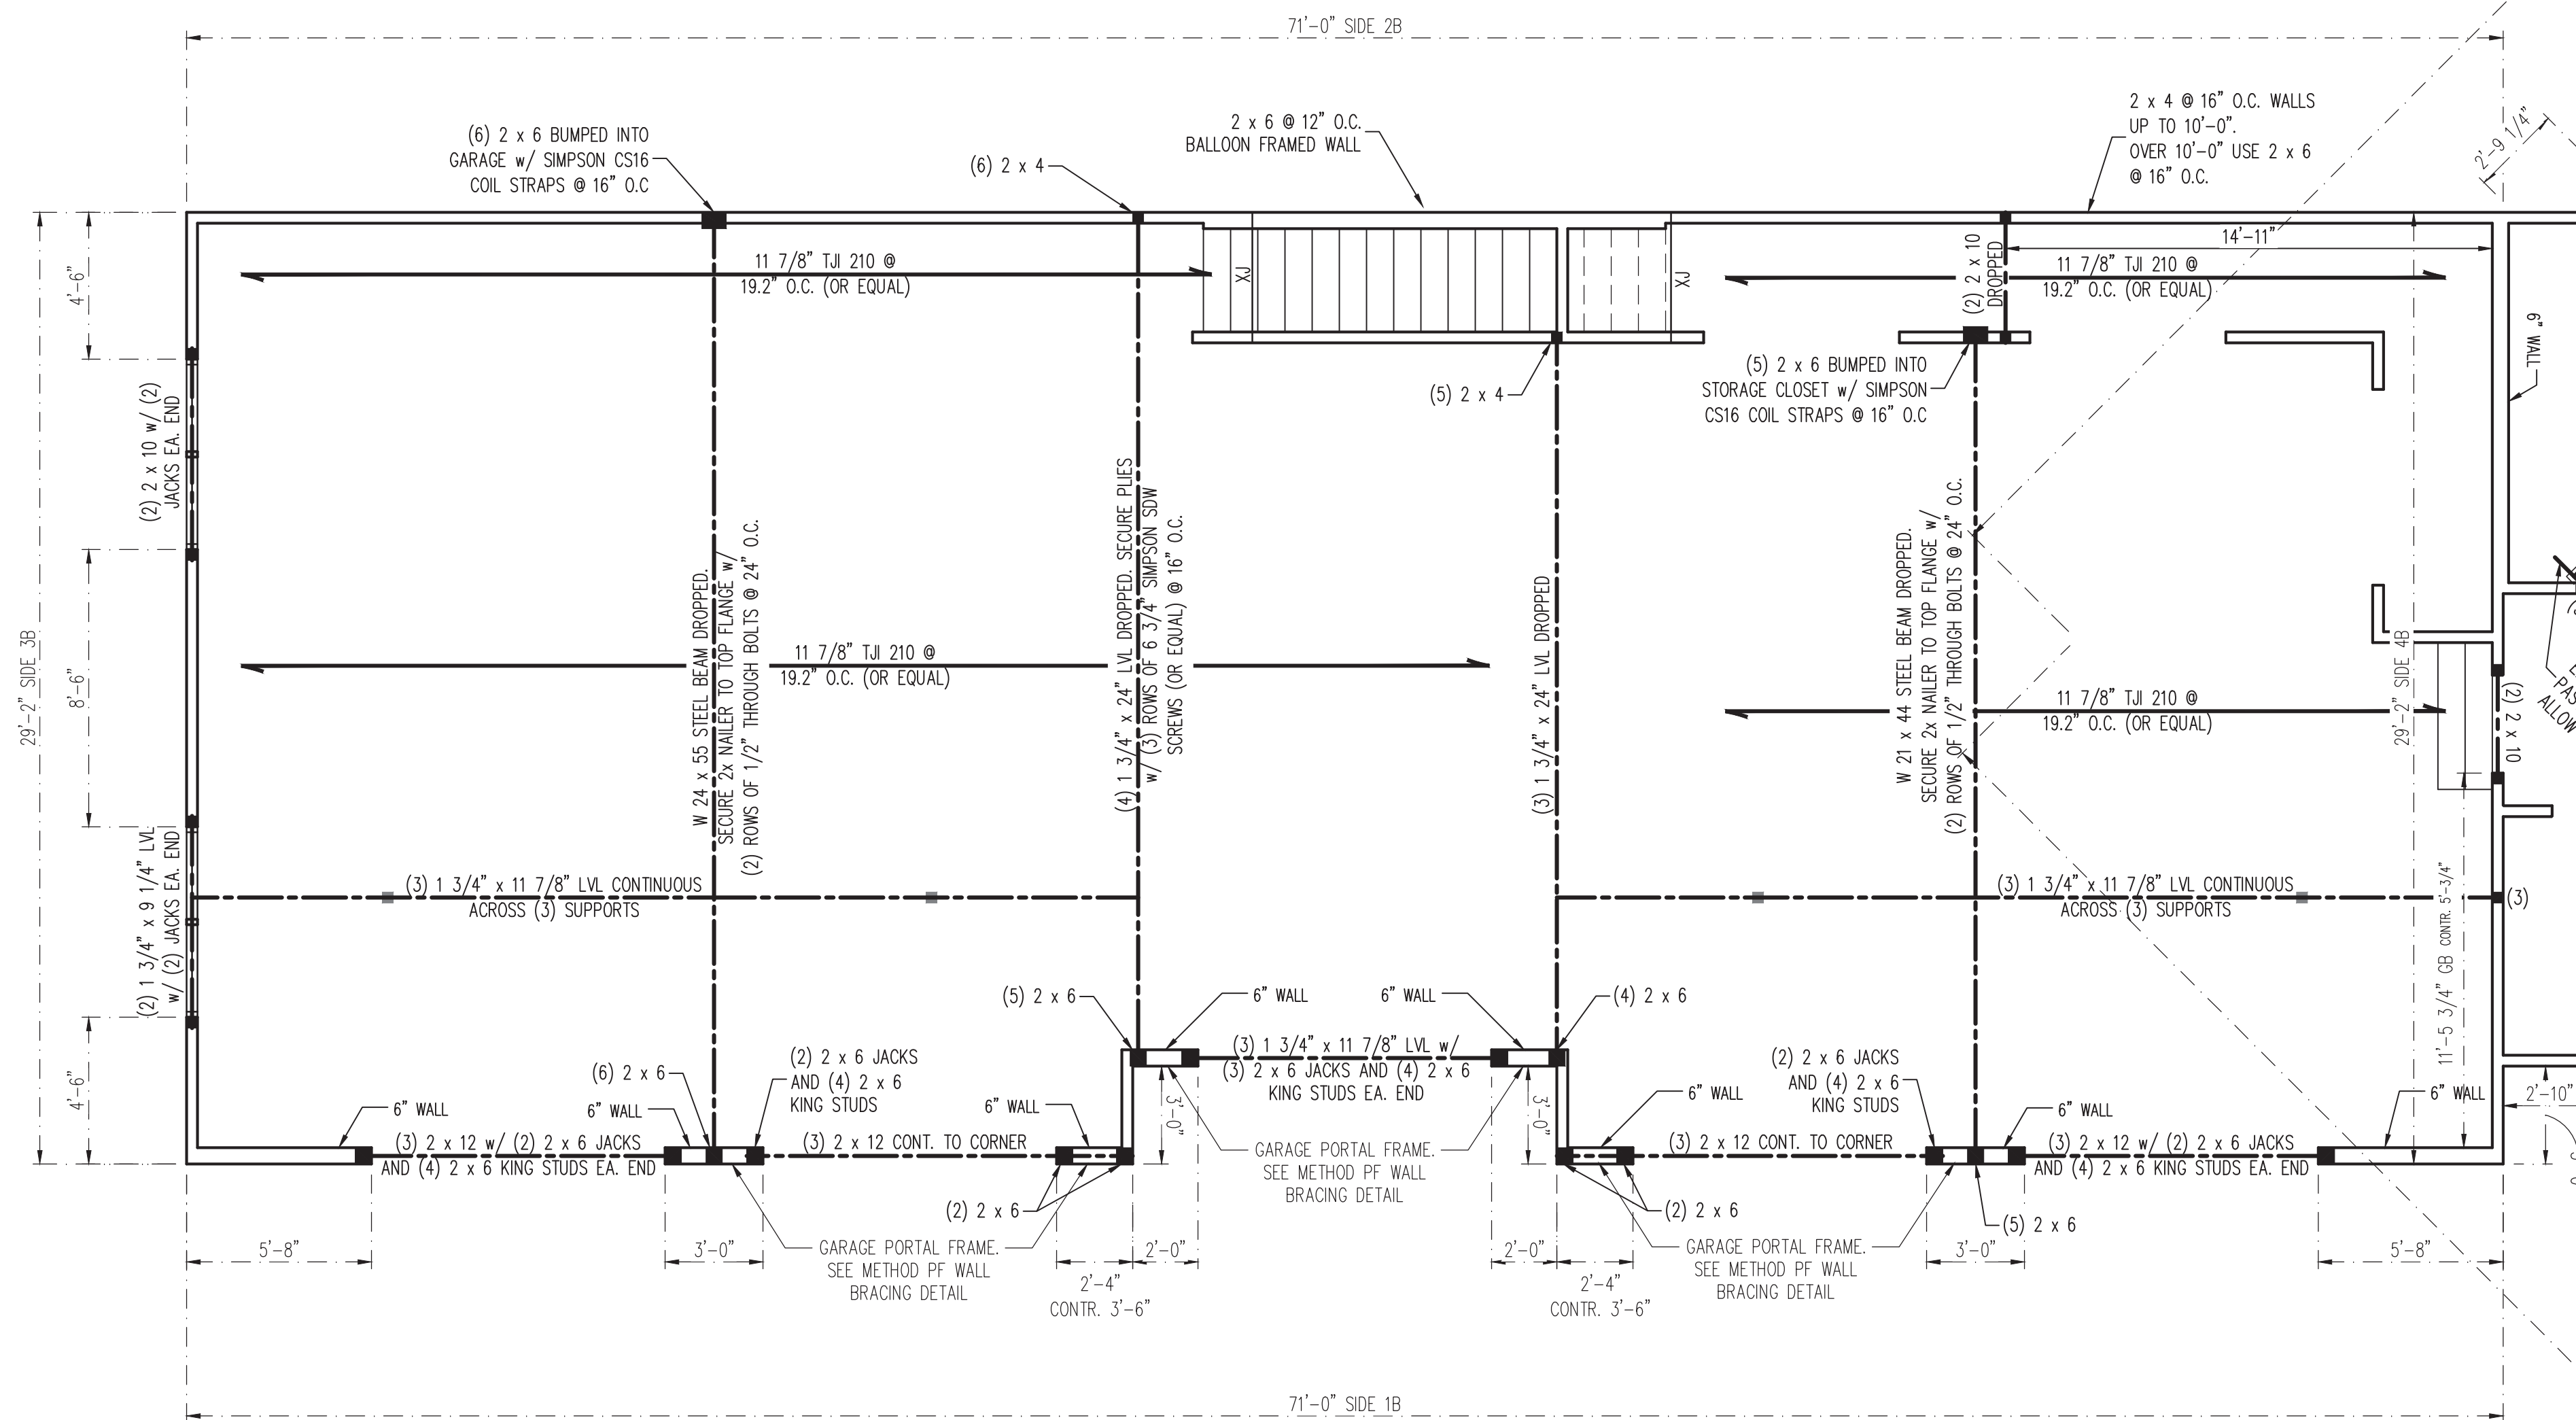 71'-0" SIDE 2B
(6) 2 x 6 BUMPED INTO
GARAGE w/ SIMPSON CS16
COIL STRAPS @ 16" O.C
(6) 2 x 4
2 x 6 @ 12" O.C.
BALLOON FRAMED WALL
2 x 4 @ 16" O.C. WALLS
UP TO 10'-0".
OVER 10'-0" USE 2 x 6
@ 16" O.C.
2'-9 1/4"
4'-6"
11 7/8" TJI 210 @
19.2" O.C. (OR EQUAL)
XJ
XJ
(2) 2 x 10
DROPPED
14'-11"
11 7/8" TJI 210 @
19.2" O.C. (OR EQUAL)
6" WALL
(2) 2 x 10 w/ (2)
JACKS EA. END
(5) 2 x 4
(5) 2 x 6 BUMPED INTO
STORAGE CLOSET w/ SIMPSON
CS16 COIL STRAPS @ 16" O.C
29'-2" SIDE 3B
8'-6"
W 24 x 55 STEEL BEAM DROPPED.
SECURE 2x NAILER TO TOP FLANGE w/
(2) ROWS OF 1/2" THROUGH BOLTS @ 24" O.C.
11 7/8" TJI 210 @
19.2" O.C. (OR EQUAL)
(4) 1 3/4" x 24" LVL DROPPED. SECURE PLIES
w/ (3) ROWS OF 6 3/4" SIMPSON SDW
SCREWS (OR EQUAL) @ 16" O.C.
(3) 1 3/4" x 24" LVL DROPPED
W 21 x 44 STEEL BEAM DROPPED.
SECURE 2x NAILER TO TOP FLANGE w/
(2) ROWS OF 1/2" THROUGH BOLTS @ 24" O.C.
11 7/8" TJI 210 @
19.2" O.C. (OR EQUAL)
29'-2" SIDE 4B
(2) 2 x 10
ALLOW
(2) 1 3/4" x 9 1/4" LVL
w/ (2) JACKS EA. END
(3) 1 3/4" x 11 7/8" LVL CONTINUOUS
ACROSS (3) SUPPORTS
(3) 1 3/4" x 11 7/8" LVL CONTINUOUS
ACROSS (3) SUPPORTS
(3)
11'-5 3/4" GB CONTR. 5'-3/4"
4'-6"
(5) 2 x 6
6" WALL
6" WALL
(4) 2 x 6
(3) 1 3/4" x 11 7/8" LVL w/
(3) 2 x 6 JACKS AND (4) 2 x 6
KING STUDS EA. END
(6) 2 x 6
(2) 2 x 6 JACKS
AND (4) 2 x 6
KING STUDS
(2) 2 x 6 JACKS
AND (4) 2 x 6
KING STUDS
6" WALL
6" WALL
6" WALL
3'-0"
3'-0"
6" WALL
6" WALL
6" WALL
2'-10"
(3) 2 x 12 w/ (2) 2 x 6 JACKS
AND (4) 2 x 6 KING STUDS EA. END
(3) 2 x 12 CONT. TO CORNER
GARAGE PORTAL FRAME.
SEE METHOD PF WALL
BRACING DETAIL
(3) 2 x 12 CONT. TO CORNER
(3) 2 x 12 w/ (2) 2 x 6 JACKS
AND (4) 2 x 6 KING STUDS EA. END
(2) 2 x 6
(2) 2 x 6
(5) 2 x 6
5'-8"
3'-0"
GARAGE PORTAL FRAME.
SEE METHOD PF WALL
BRACING DETAIL
2'-4"
CONTR. 3'-6"
2'-0"
2'-0"
2'-4"
CONTR. 3'-6"
GARAGE PORTAL FRAME.
SEE METHOD PF WALL
BRACING DETAIL
3'-0"
5'-8"
71'-0" SIDE 1B